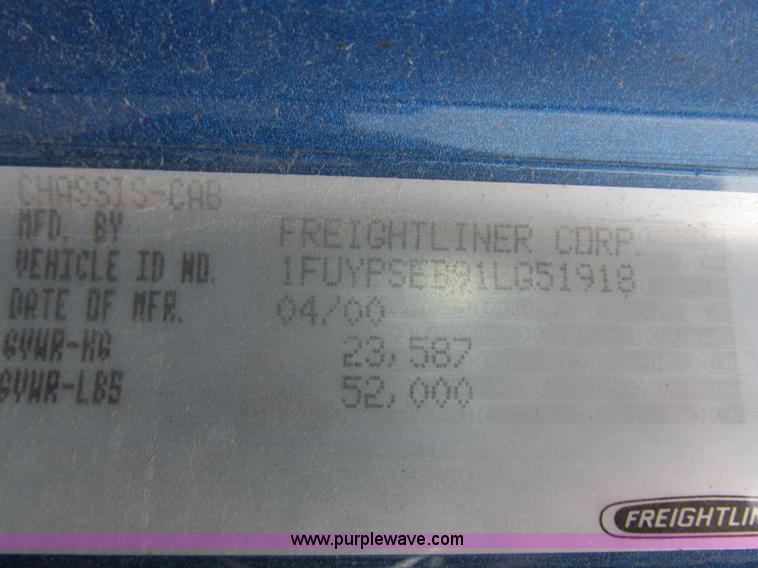 CHASSIS-CAB
MFD. BY FREIGHTLINER CORP.
VEHICLE ID NO. 1FUYPSEB91LG51918
DATE OF MFR. 04/00
GVWR-KG 23,587
GVWR-LBS 52,000
FREIGHTLIN
www.purplewave.com